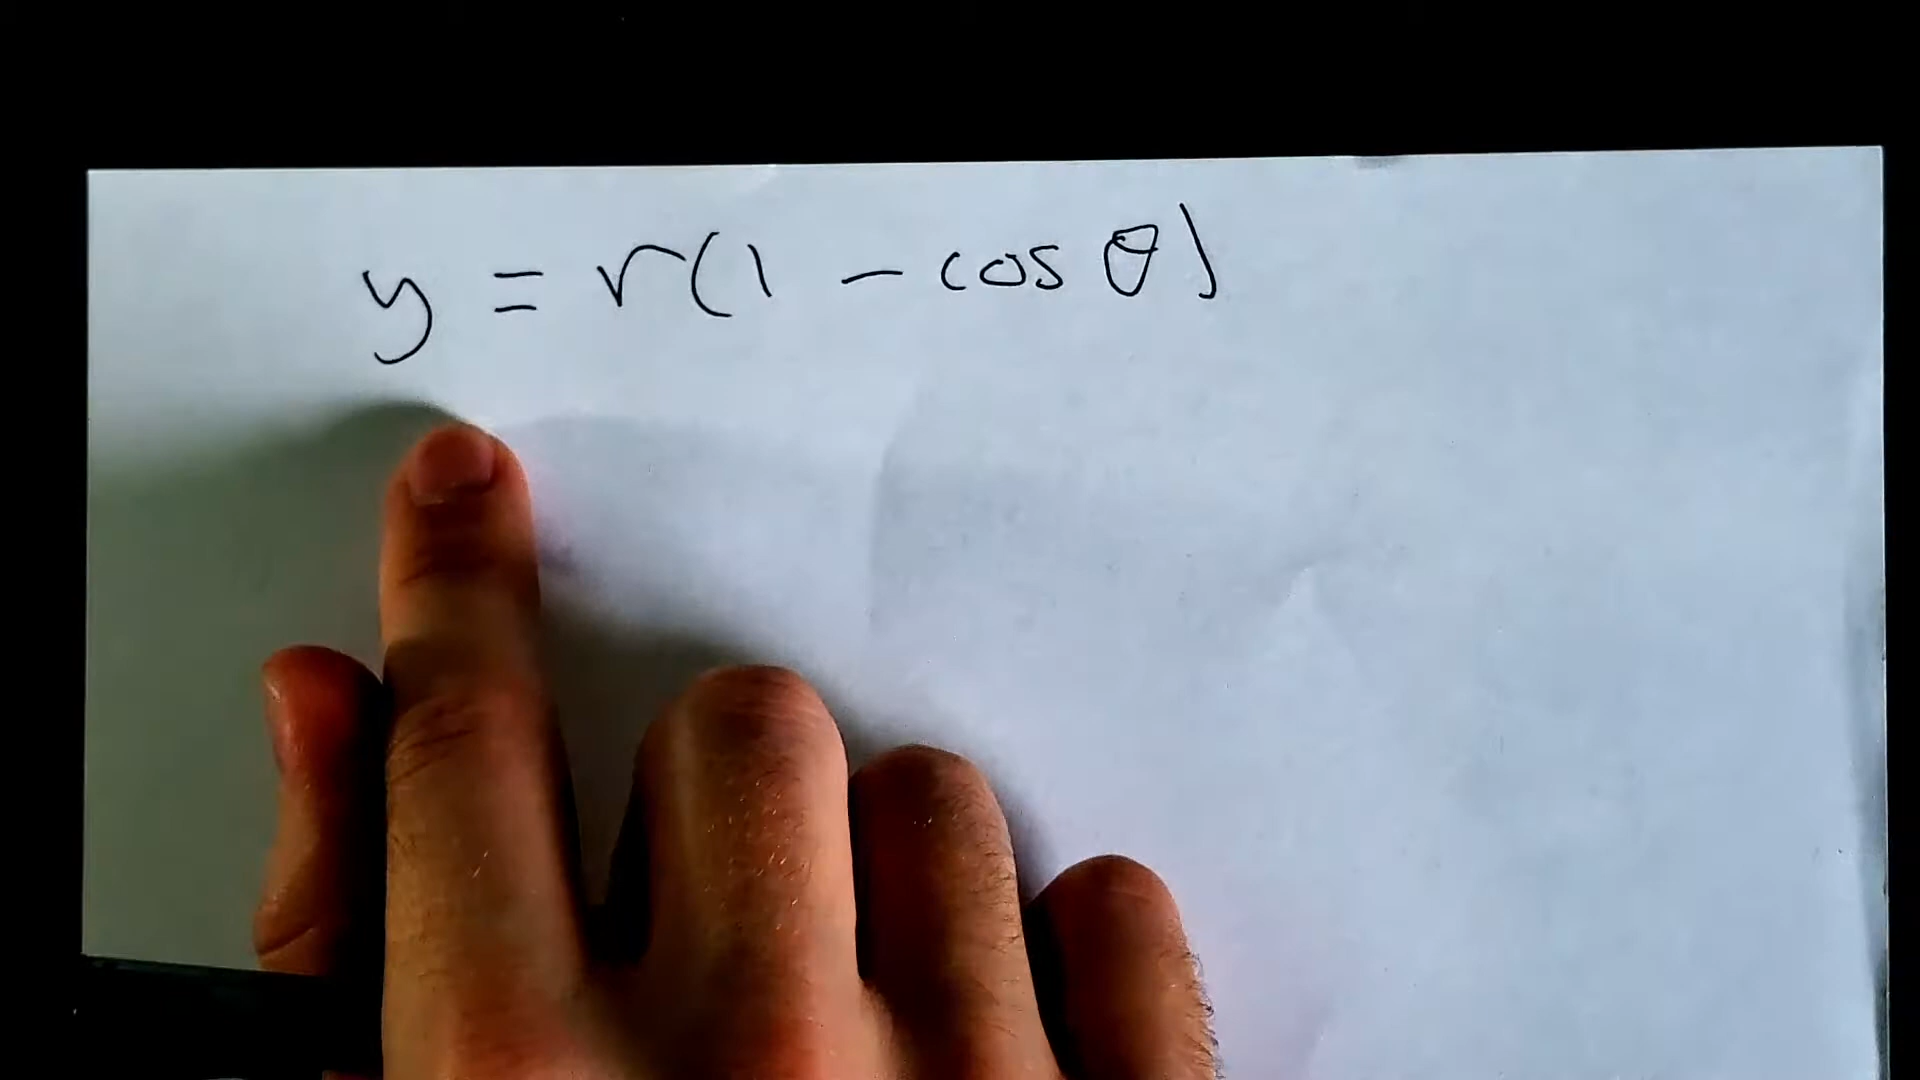 y = r(1 - cos θ)